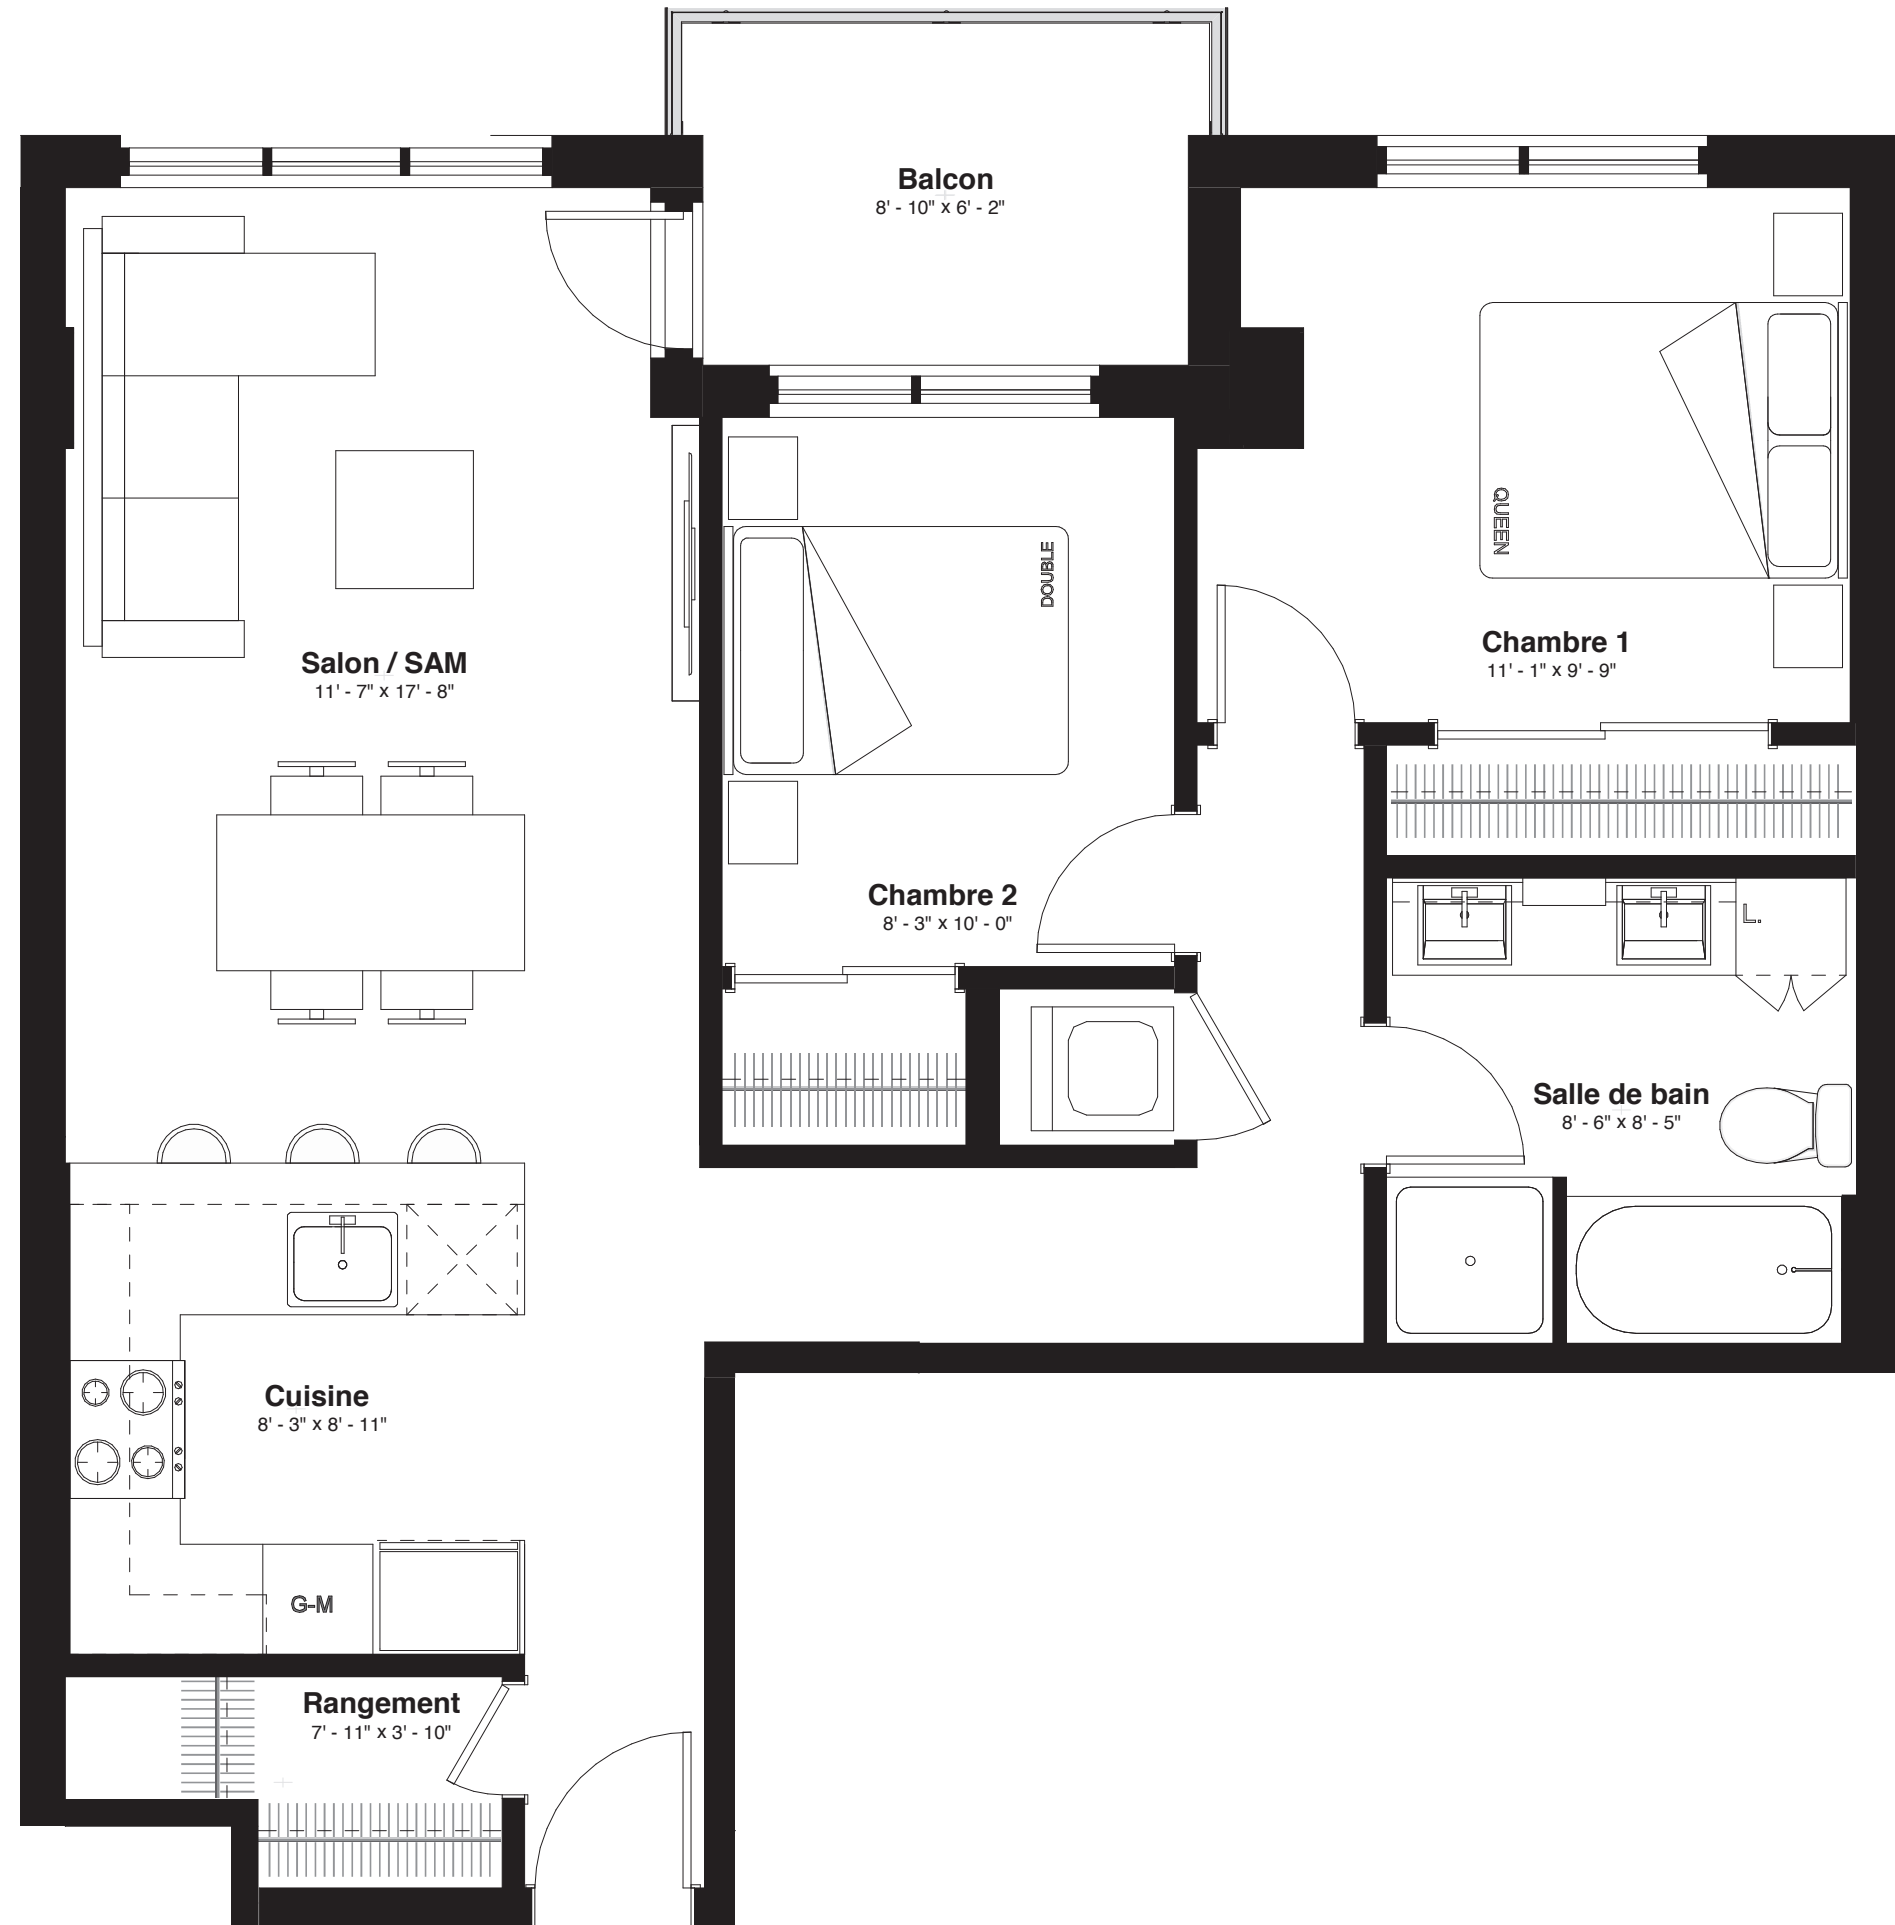 Balcon
8' - 10" x 6' - 2"
QUEEN
DOUBLE
Chambre 1
11' - 1" x 9' - 9"
Salon / SAM
11' - 7" x 17' - 8"
Chambre 2
8' - 3" x 10' - 0"
L.
Salle de bain
8' - 6" x 8' - 5"
Cuisine
8' - 3" x 8' - 11"
G-M
Rangement
7' - 11" x 3' - 10"